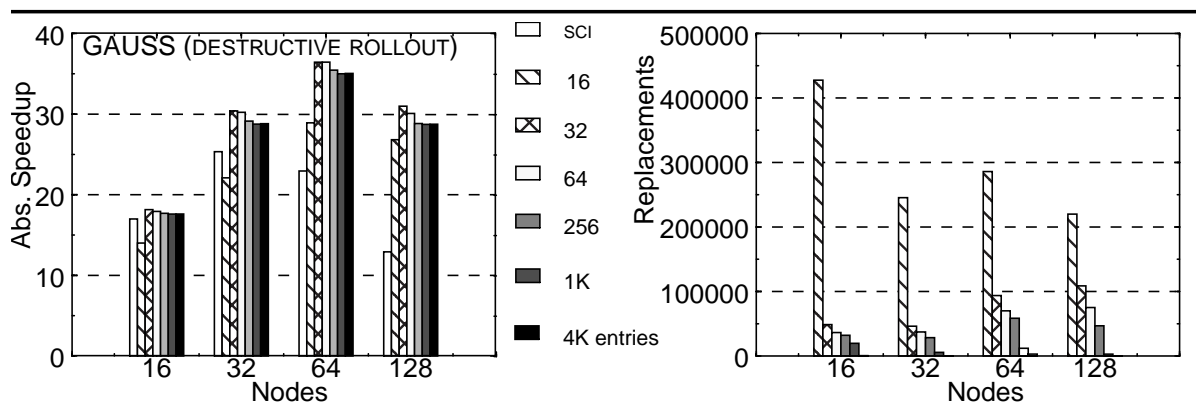 GAUSS (DESTRUCTIVE ROLLOUT)
Abs. Speedup
40
30
20
10
0
16 32 64 128
Nodes
SCI
16
32
64
256
1K
4K entries
Replacements
500000
400000
300000
200000
100000
0
16 32 64 128
Nodes